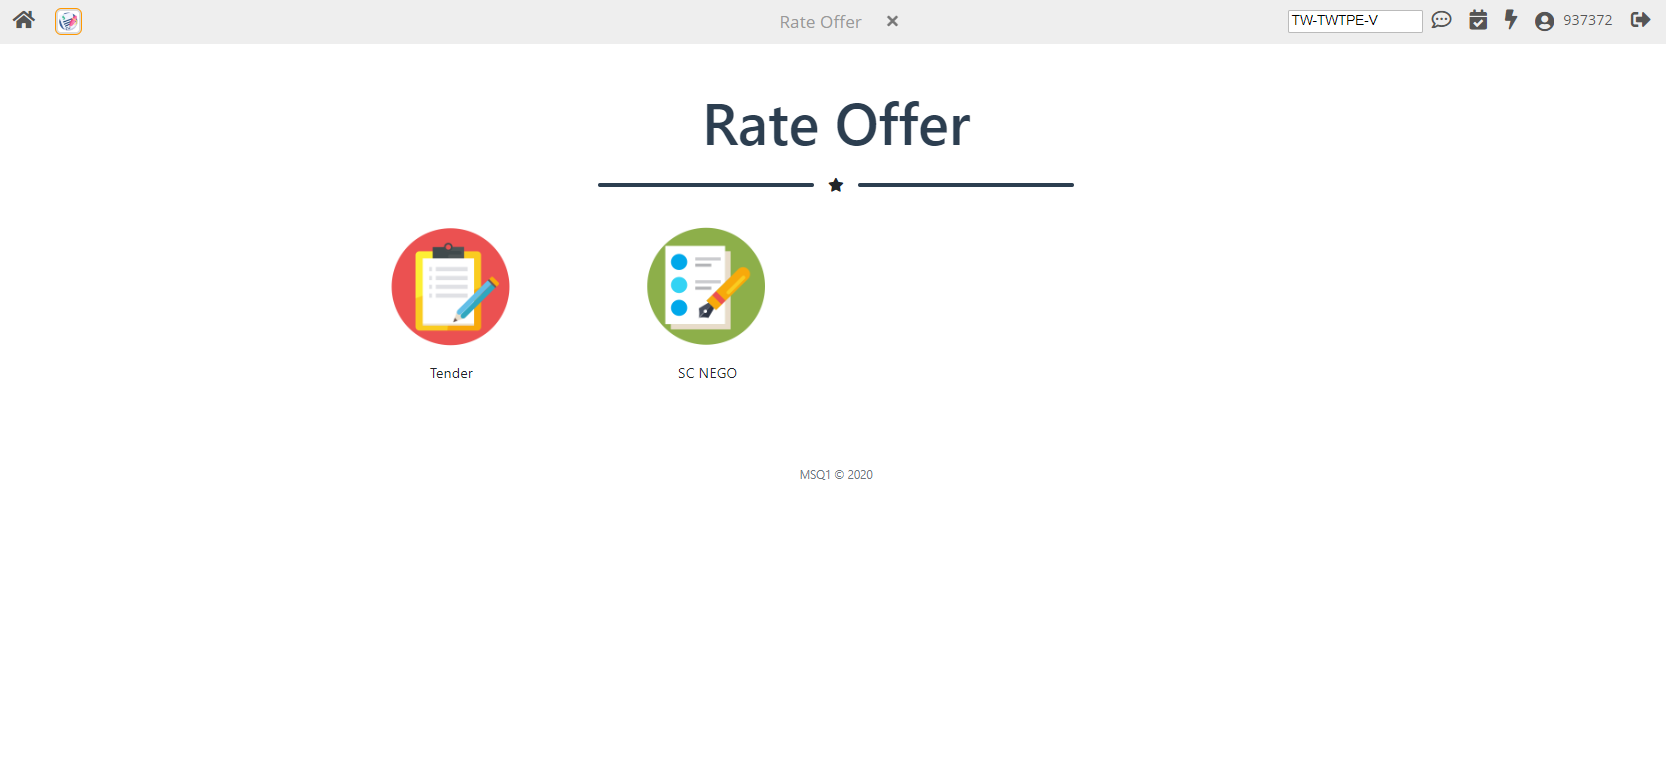 Rate Offer
TW-TWTPE-V
937372
Rate Offer
Tender
SC NEGO
MSQ1 © 2020